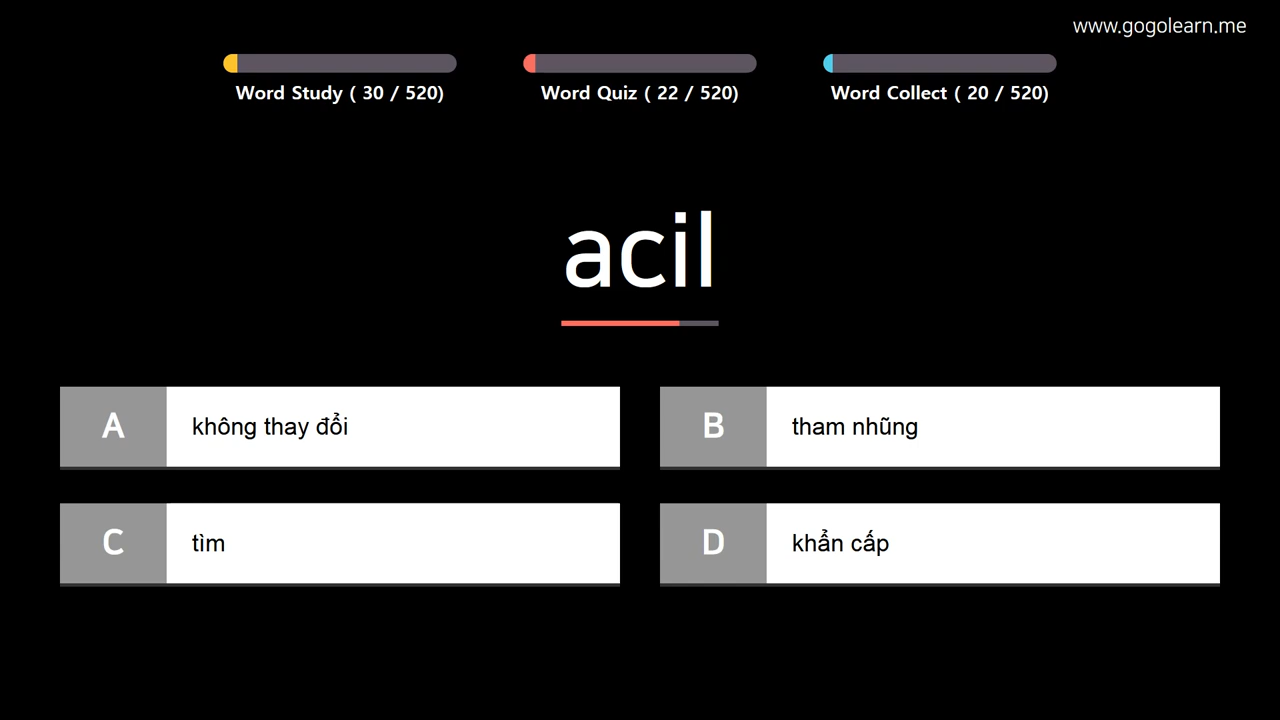 www.gogolearn.me
Word Study ( 30 / 520)
Word Quiz ( 22 / 520)
Word Collect ( 20 / 520)
acil
A
không thay đổi
B
tham nhũng
C
tìm
D
khẩn cấp